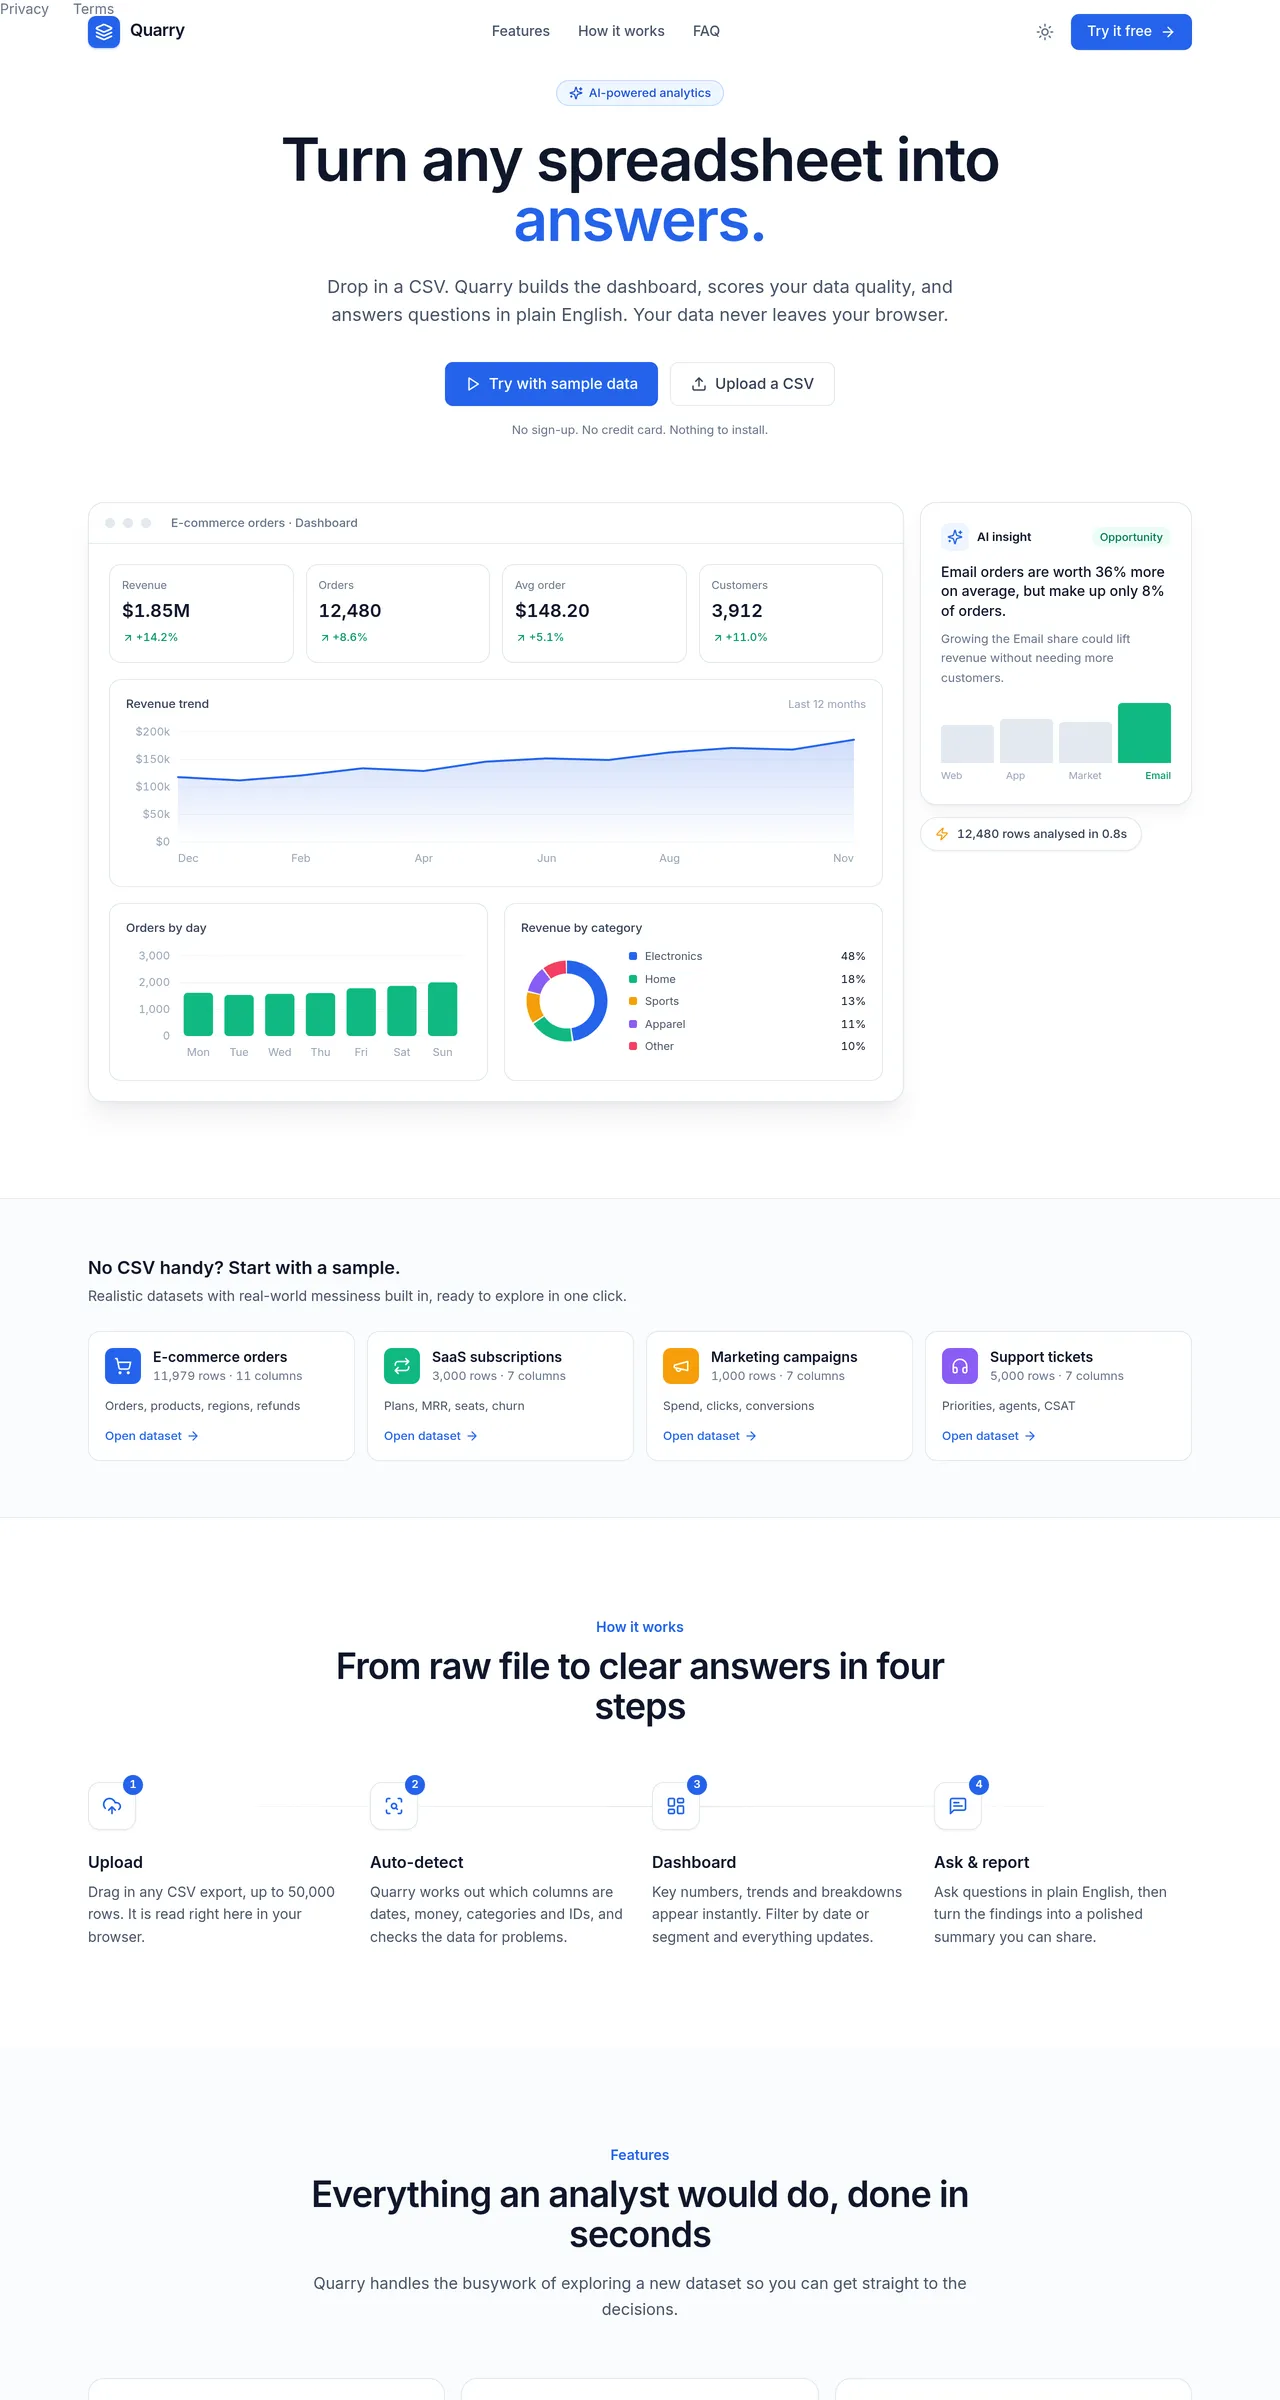 Privacy Terms
Quarry
Features How it works FAQ
Try it free
AI-powered analytics
Turn any spreadsheet into
answers.
Drop in a CSV. Quarry builds the dashboard, scores your data quality, and
answers questions in plain English. Your data never leaves your browser.
Try with sample data
Upload a CSV
No sign-up. No credit card. Nothing to install.
E-commerce orders · Dashboard
Revenue
$1.85M
+14.2%
Orders
12,480
+8.6%
Avg order
$148.20
+5.1%
Customers
3,912
+11.0%
Revenue trend
Last 12 months
$200k
$150k
$100k
$50k
$0
Dec Feb Apr Jun Aug Nov
Orders by day
3,000
2,000
1,000
0
Mon Tue Wed Thu Fri Sat Sun
Revenue by category
Electronics 48%
Home 18%
Sports 13%
Apparel 11%
Other 10%
AI insight
Opportunity
Email orders are worth 36% more
on average, but make up only 8%
of orders.
Growing the Email share could lift
revenue without needing more
customers.
Web App Market Email
12,480 rows analysed in 0.8s
No CSV handy? Start with a sample.
Realistic datasets with real-world messiness built in, ready to explore in one click.
E-commerce orders
11,979 rows · 11 columns
Orders, products, regions, refunds
Open dataset
SaaS subscriptions
3,000 rows · 7 columns
Plans, MRR, seats, churn
Open dataset
Marketing campaigns
1,000 rows · 7 columns
Spend, clicks, conversions
Open dataset
Support tickets
5,000 rows · 7 columns
Priorities, agents, CSAT
Open dataset
How it works
From raw file to clear answers in four
steps
1
Upload
Drag in any CSV export, up to 50,000
rows. It is read right here in your
browser.
2
Auto-detect
Quarry works out which columns are
dates, money, categories and IDs, and
checks the data for problems.
3
Dashboard
Key numbers, trends and breakdowns
appear instantly. Filter by date or
segment and everything updates.
4
Ask & report
Ask questions in plain English, then
turn the findings into a polished
summary you can share.
Features
Everything an analyst would do, done in
seconds
Quarry handles the busywork of exploring a new dataset so you can get straight to the
decisions.